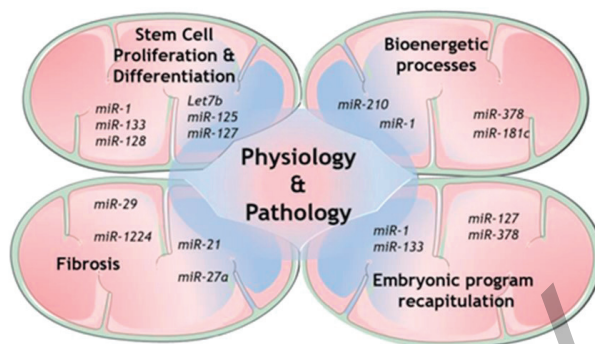 Stem Cell
Proliferation &
Differentiation
miR-1
miR-133
miR-128
Let7b
miR-125
miR-127
Bioenergetic
processes
miR-210
miR-1
miR-378
miR-181c
Physiology
&
Pathology
miR-29
miR-1224
Fibrosis
miR-21
miR-27a
miR-1
miR-133
miR-127
miR-378
Embryonic program
recapitulation